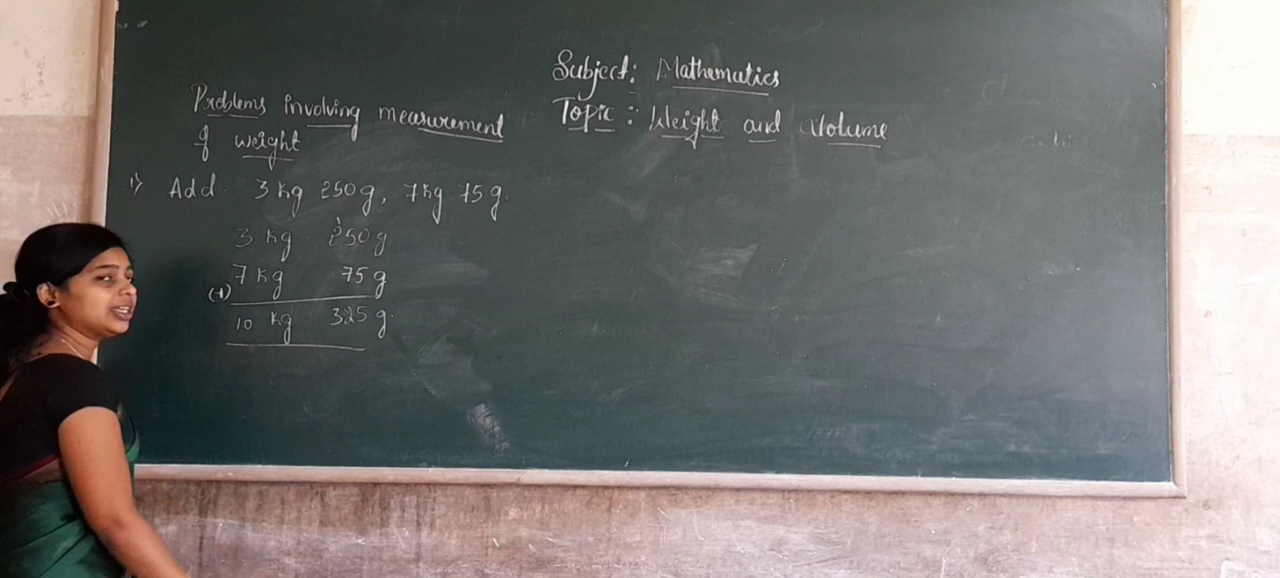 Subject: Mathematics
Topic: Weight and Volume
Problems involving measurement
of weight
1) Add 3 kg 250 g, 7 kg 75 g.
1
3 kg 250 g
(+) 7 kg 75 g
10 kg 325 g.